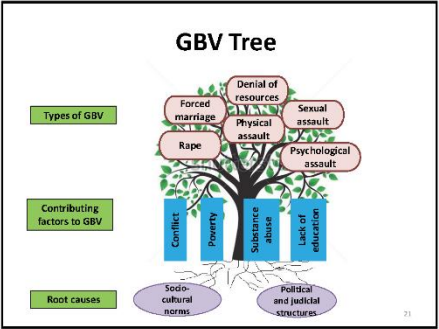 GBV Tree
Types of GBV
Denial of
resources
Forced
marriage
Sexual
assault
Physical
assault
Rape
Psychological
assault
Contributing
factors to GBV
Conflict
Poverty
Substance
abuse
Lack of
education
Root causes
Socio-
cultural
norms
Political
and judicial
structures
21